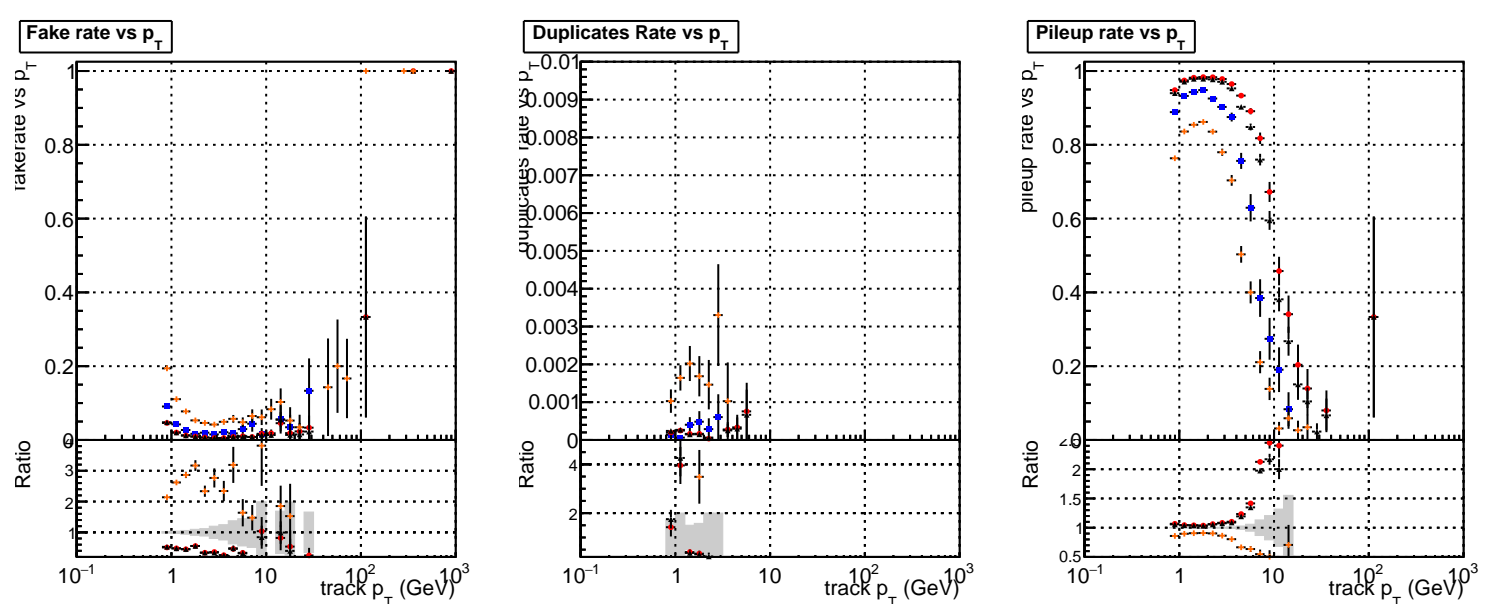 Fake rate vs p_T
fakerate vs p_T
1
0.8
0.6
0.4
0.2
0
Ratio
3
2
1
10^−1 1 10 10^2 10^3
track p_T (GeV)
Duplicates Rate vs p_T
duplicates rate vs p_T
0.01
0.009
0.008
0.007
0.006
0.005
0.004
0.003
0.002
0.001
0
Ratio
4
2
10^−1 1 10 10^2 10^3
track p_T (GeV)
Pileup rate vs p_T
pileup rate vs p_T
1
0.8
0.6
0.4
0.2
0
Ratio
2
1.5
1
0.5
10^−1 1 10 10^2 10^3
track p_T (GeV)